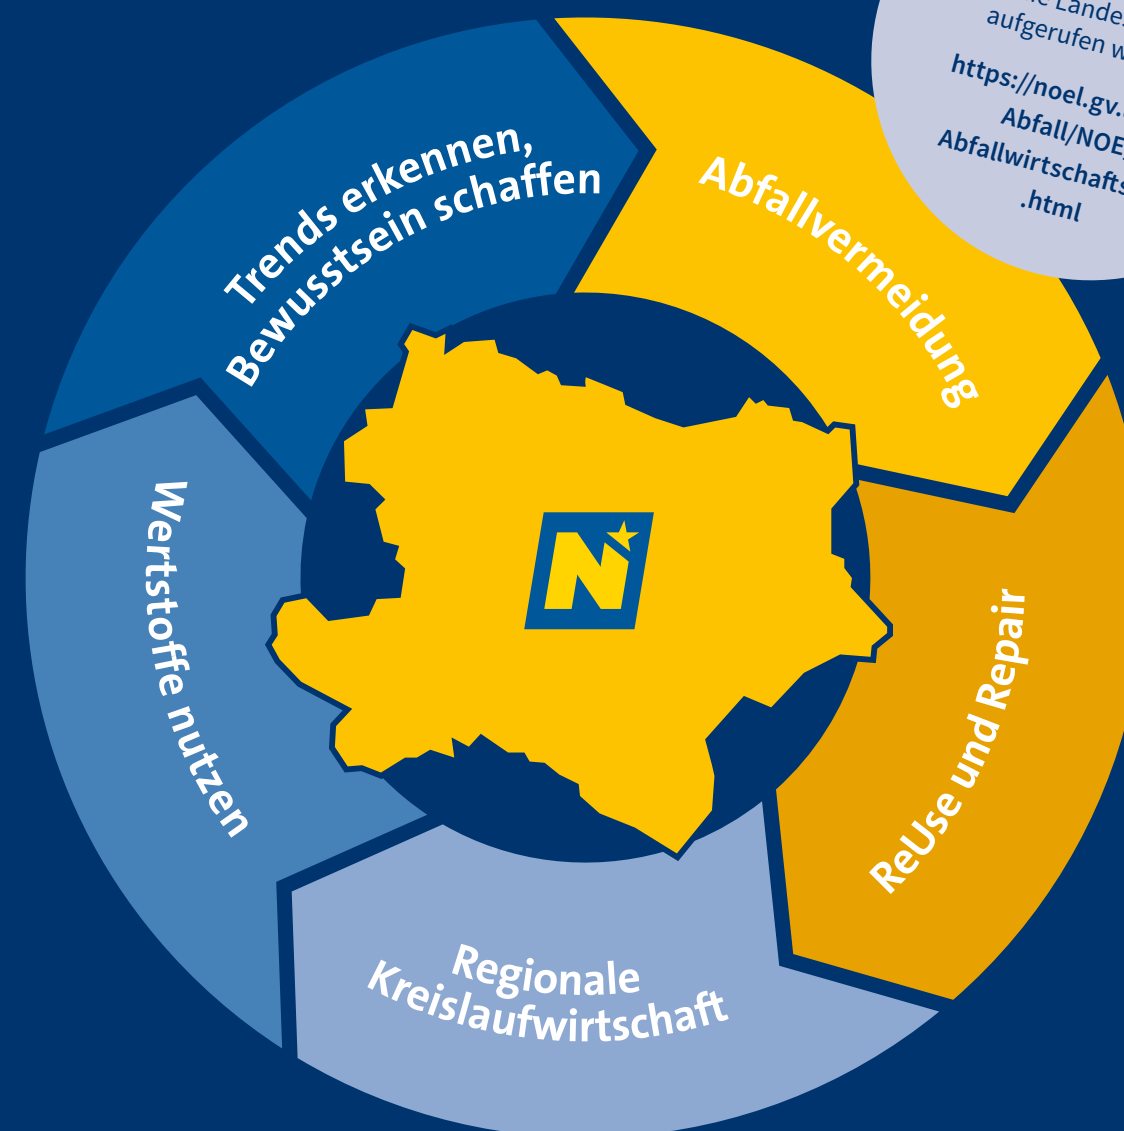 Trends erkennen,
Bewusstsein schaffen
Abfallvermeidung
ReUse und Repair
Regionale
Kreislaufwirtschaft
Wertstoffe nutzen
N
aufgerufen
https://noel.gv.
Abfall/NOE
Abfallwirtschafts
.html